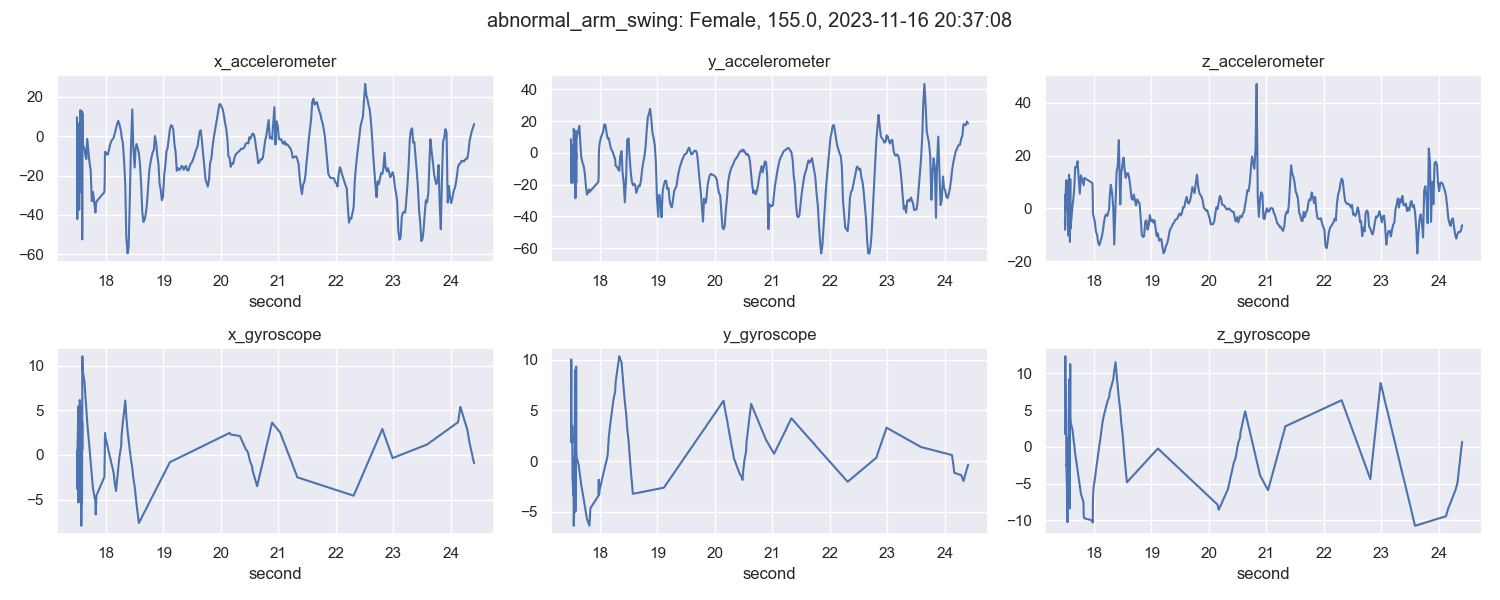 abnormal_arm_swing: Female, 155.0, 2023-11-16 20:37:08
x_accelerometer
20
0
−20
−40
−60
18 19 20 21 22 23 24
second
y_accelerometer
40
20
0
−20
−40
−60
18 19 20 21 22 23 24
second
z_accelerometer
40
20
0
−20
18 19 20 21 22 23 24
second
x_gyroscope
10
5
0
−5
18 19 20 21 22 23 24
second
y_gyroscope
10
5
0
−5
18 19 20 21 22 23 24
second
z_gyroscope
10
5
0
−5
−10
18 19 20 21 22 23 24
second